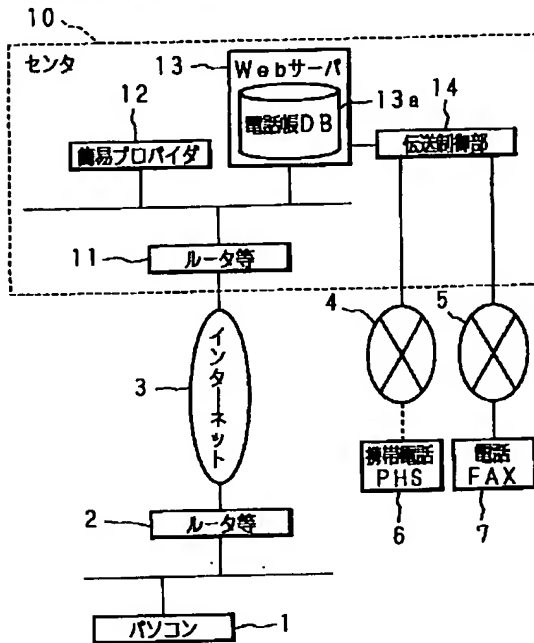 10
センタ
13
Webサーバ
電話帳DB
13a
12
簡易プロバイダ
14
伝送制御部
11
ルータ等
4
5
3
インターネット
携帯電話
PHS
6
電話
FAX
7
2
ルータ等
パソコン
1